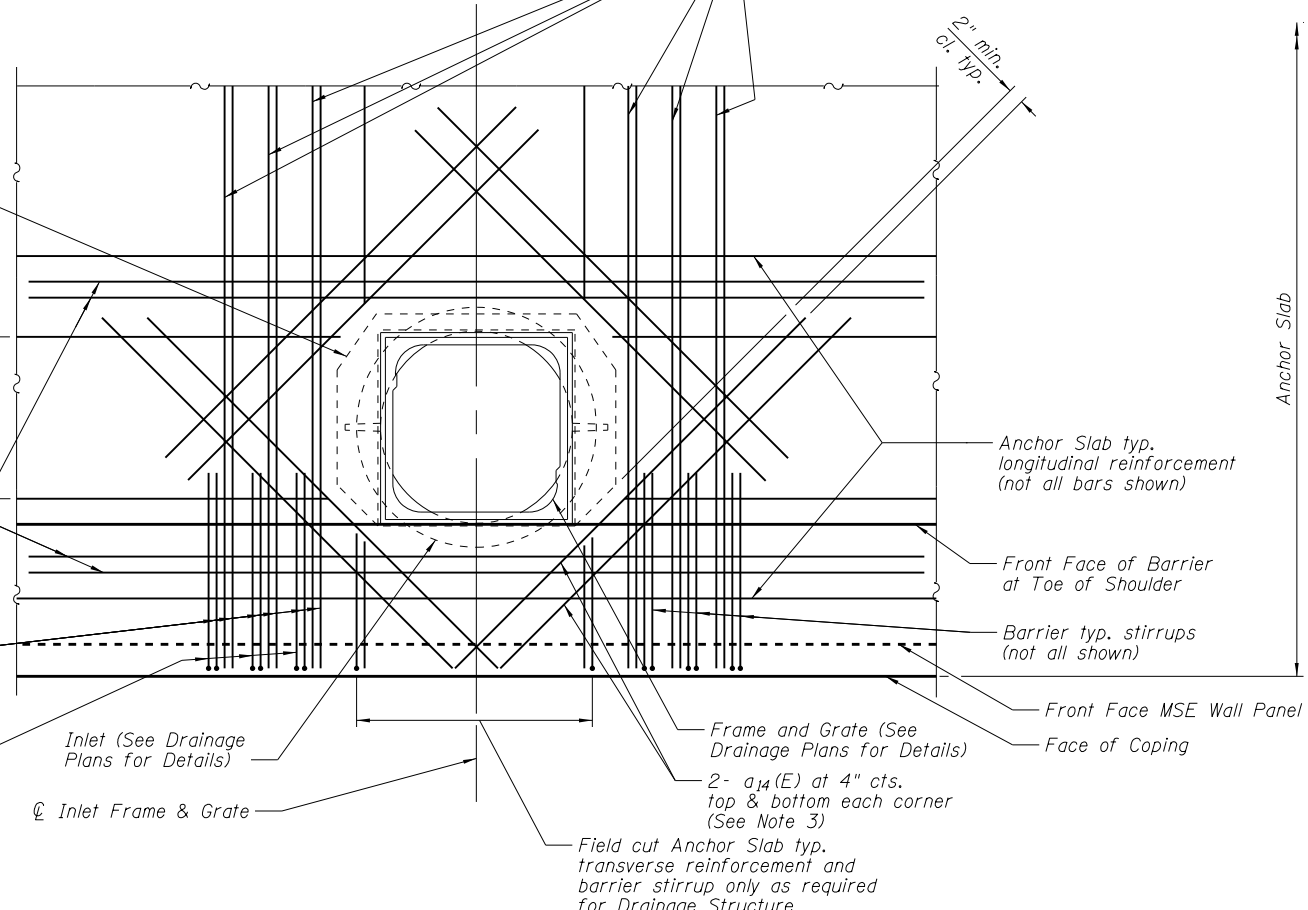 2" min.
cl. typ.
Anchor Slab
Anchor Slab typ.
longitudinal reinforcement
(not all bars shown)
Front Face of Barrier
at Toe of Shoulder
Barrier typ. stirrups
(not all shown)
Front Face MSE Wall Panel
Face of Coping
Inlet (See Drainage
Plans for Details)
℄ Inlet Frame & Grate
Frame and Grate (See
Drainage Plans for Details)
2- a14(E) at 4" cts.
top & bottom each corner
(See Note 3)
Field cut Anchor Slab typ.
transverse reinforcement and
barrier stirrup only as required
for Drainage Structure